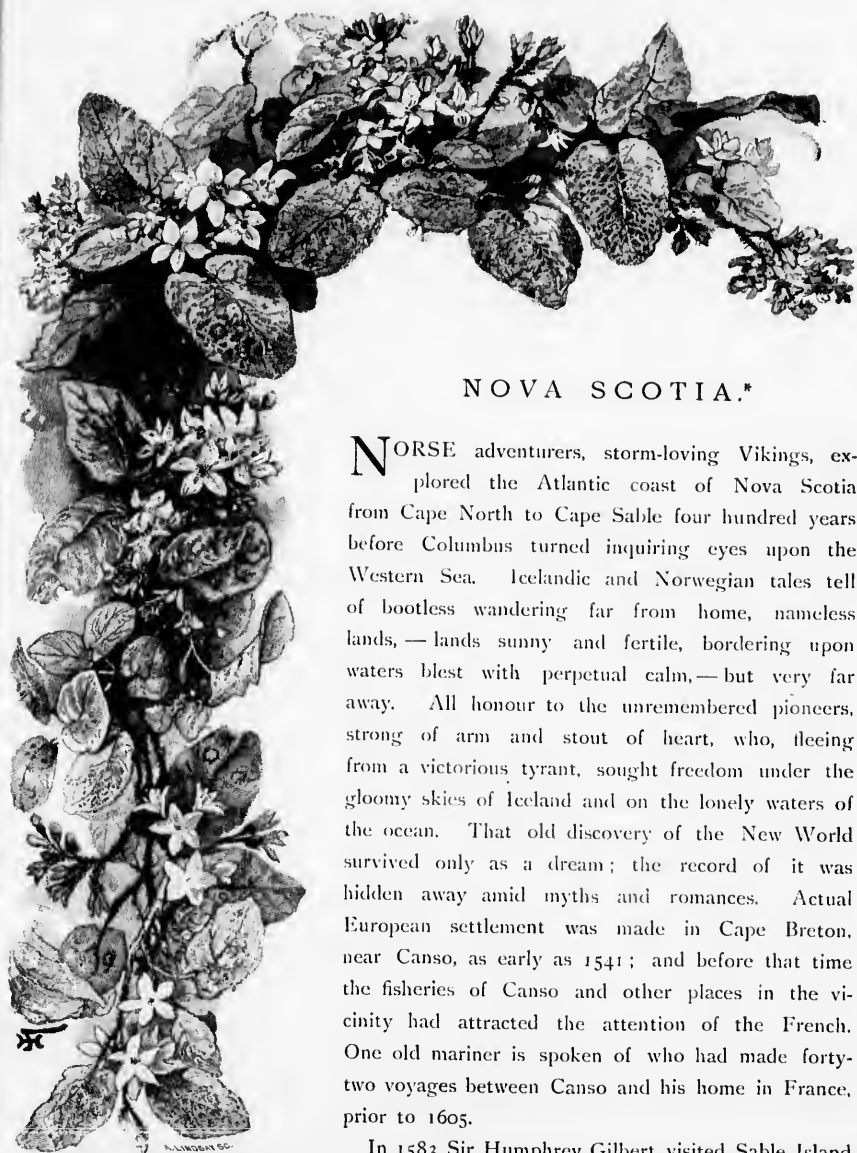 NOVA SCOTIA.*
NORSE adventurers, storm-loving Vikings, ex-
plored the Atlantic coast of Nova Scotia
from Cape North to Cape Sable four hundred years
before Columbus turned inquiring eyes upon the
Western Sea. Icelandic and Norwegian tales tell
of bootless wandering far from home, nameless
lands, — lands sunny and fertile, bordering upon
waters blest with perpetual calm, — but very far
away. All honour to the unremembered pioneers,
strong of arm and stout of heart, who, fleeing
from a victorious tyrant, sought freedom under the
gloomy skies of Iceland and on the lonely waters of
the ocean. That old discovery of the New World
survived only as a dream; the record of it was
hidden away amid myths and romances. Actual
European settlement was made in Cape Breton,
near Canso, as early as 1541; and before that time
the fisheries of Canso and other places in the vi-
cinity had attracted the attention of the French.
One old mariner is spoken of who had made forty-
two voyages between Canso and his home in France,
prior to 1605.
In 1583 Sir Humphrey Gilbert visited Sable Island
A. LINDSAY SC.